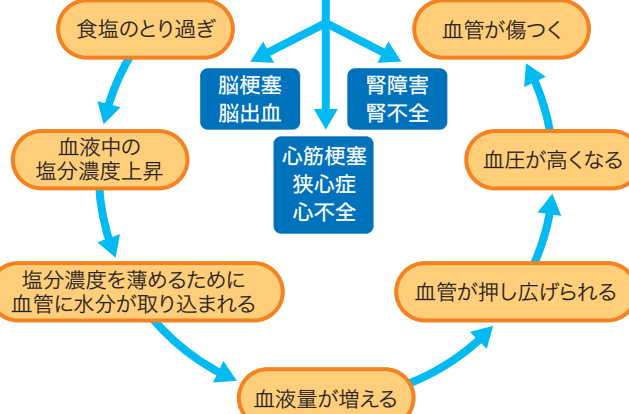 食塩のとり過ぎ
血液中の
塩分濃度上昇
塩分濃度を薄めるために
血管に水分が取り込まれる
血液量が増える
血管が押し広げられる
血圧が高くなる
血管が傷つく
脳梗塞
脳出血
心筋梗塞
狭心症
心不全
腎障害
腎不全